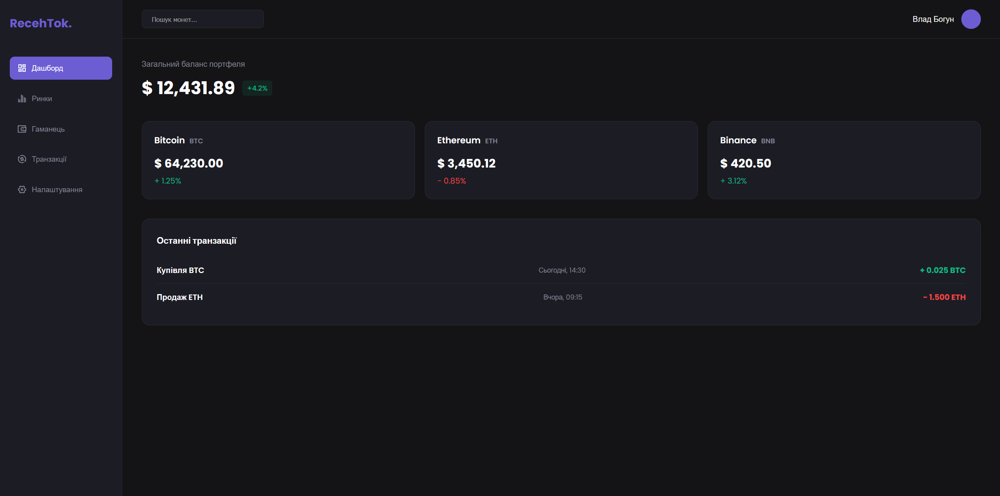 RecehTok.
Дашборд
Ринки
Гаманець
Транзакції
Налаштування
Пошук монет...
Влад Богун
Загальний баланс портфеля
$ 12,431.89 +4.2%
Bitcoin BTC
$ 64,230.00
+ 1.25%
Ethereum ETH
$ 3,450.12
- 0.85%
Binance BNB
$ 420.50
+ 3.12%
Останні транзакції
Купівля BTC Сьогодні, 14:30 + 0.025 BTC
Продаж ETH Вчора, 09:15 - 1.500 ETH